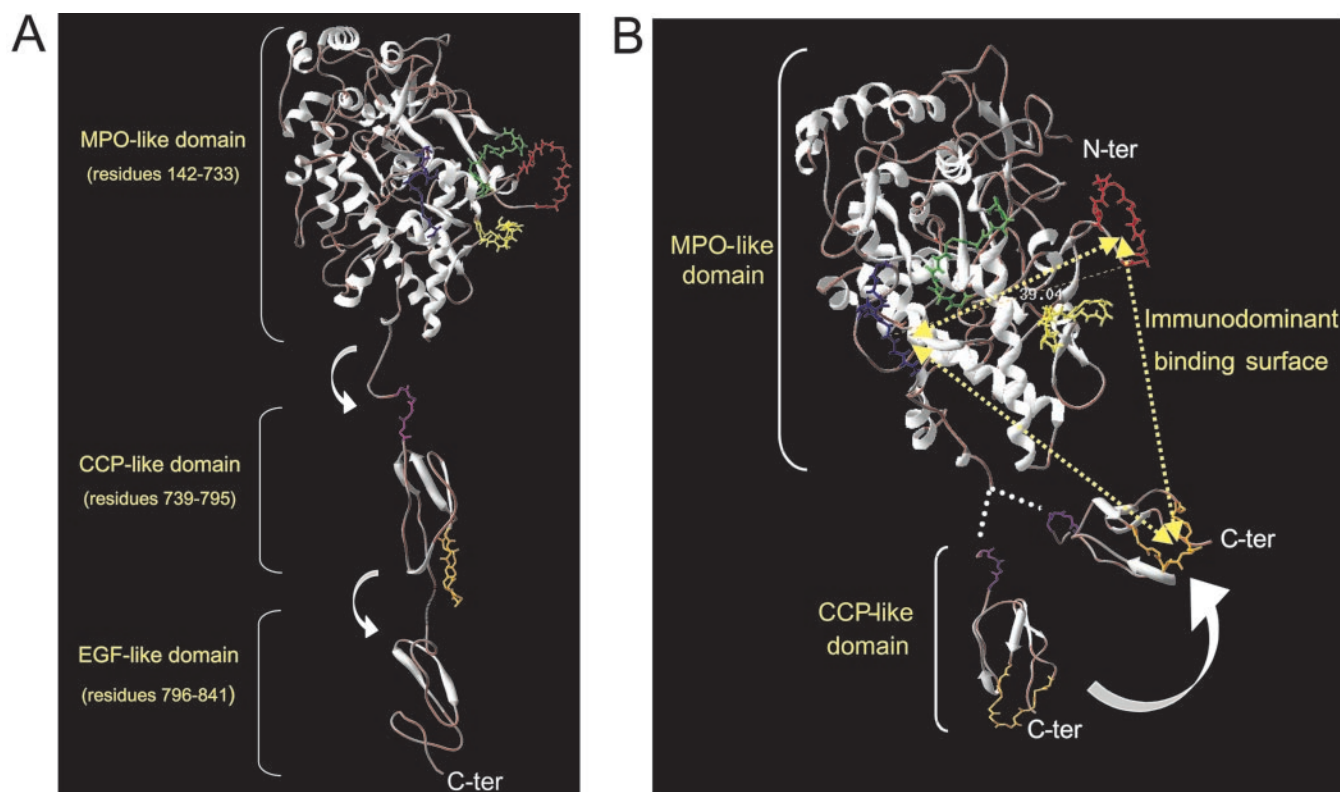 A
MPO-like domain
(residues 142-733)
CCP-like domain
(residues 739-795)
EGF-like domain
(residues 796-841)
C-ter
B
N-ter
MPO-like
domain
39.04
Immunodominant
binding surface
C-ter
CCP-like
domain
C-ter